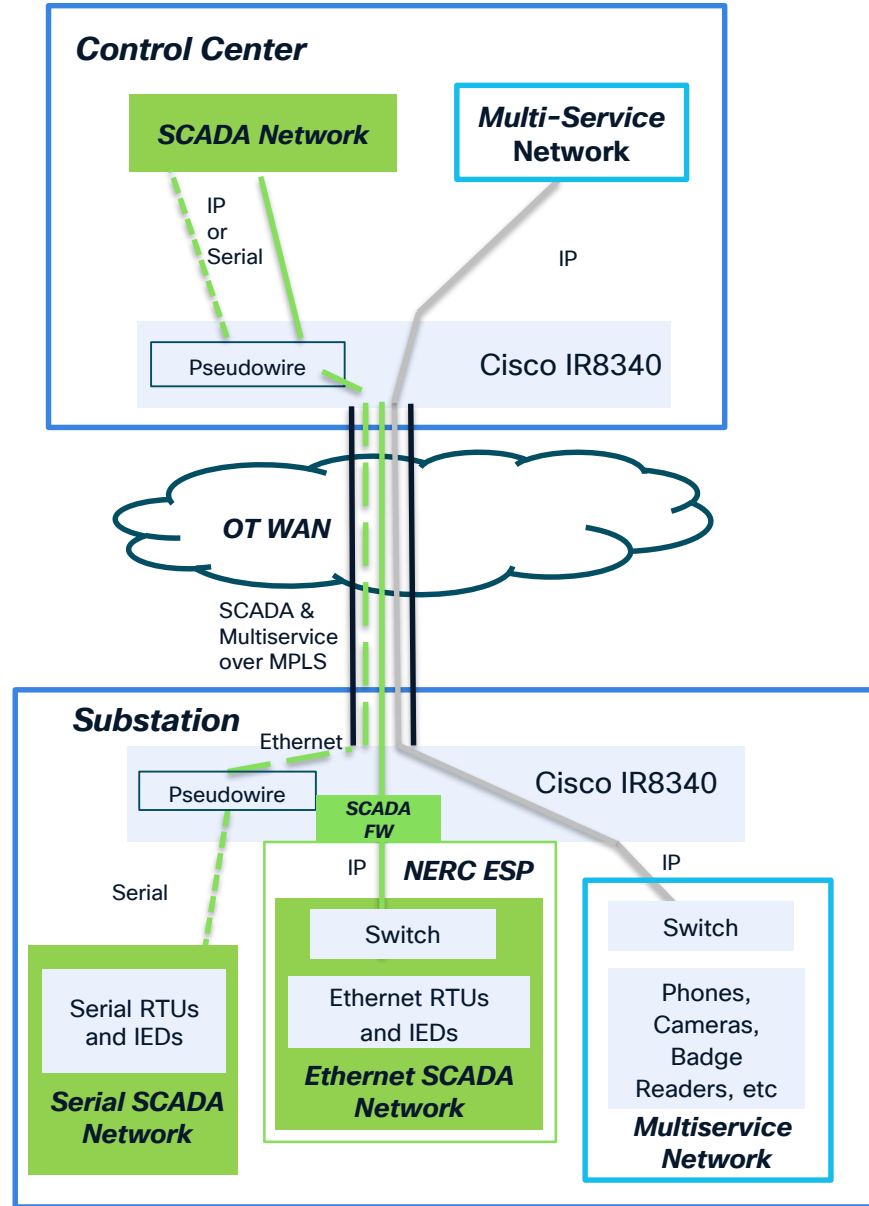 Control Center
SCADA Network
Multi-Service
Network
IP
or
Serial
IP
Pseudowire
Cisco IR8340
OT WAN
SCADA &
Multiservice
over MPLS
Substation
Ethernet
Pseudowire
Cisco IR8340
SCADA
FW
IP
NERC ESP
IP
Serial
Switch
Switch
Serial RTUs
and IEDs
Ethernet RTUs
and IEDs
Phones,
Cameras,
Badge
Readers, etc
Serial SCADA
Network
Ethernet SCADA
Network
Multiservice
Network